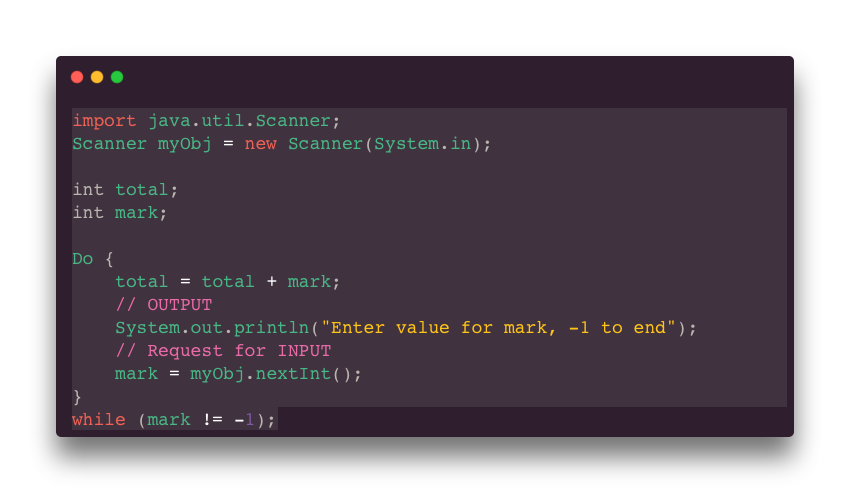 import java.util.Scanner;
Scanner myObj = new Scanner(System.in);
int total;
int mark;
Do {
    total = total + mark;
    // OUTPUT
    System.out.println("Enter value for mark, -1 to end");
    // Request for INPUT
    mark = myObj.nextInt();
}
while (mark != -1);